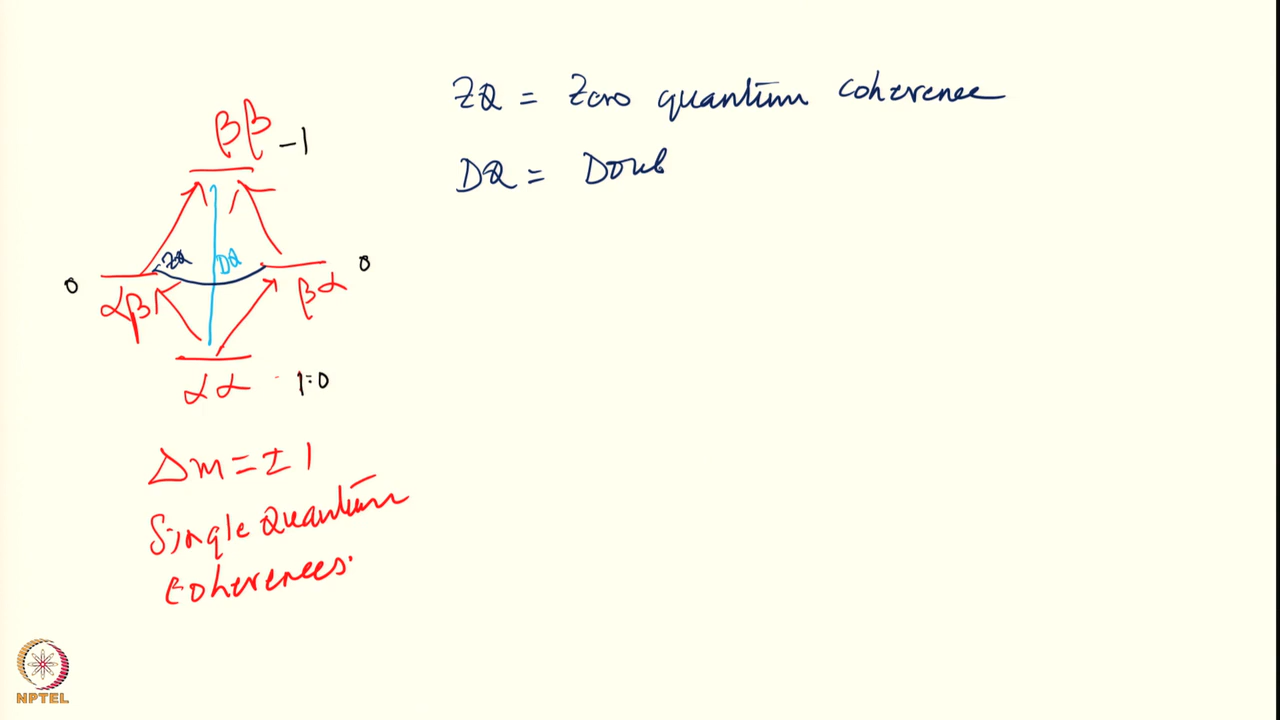 ZQ = Zero quantum coherence
DQ = Doub
ββ -1
ZQ DQ
0 αβ βα 0
αα 1:0
Δm = ± 1
Single Quantum
Coherences.
NPTEL